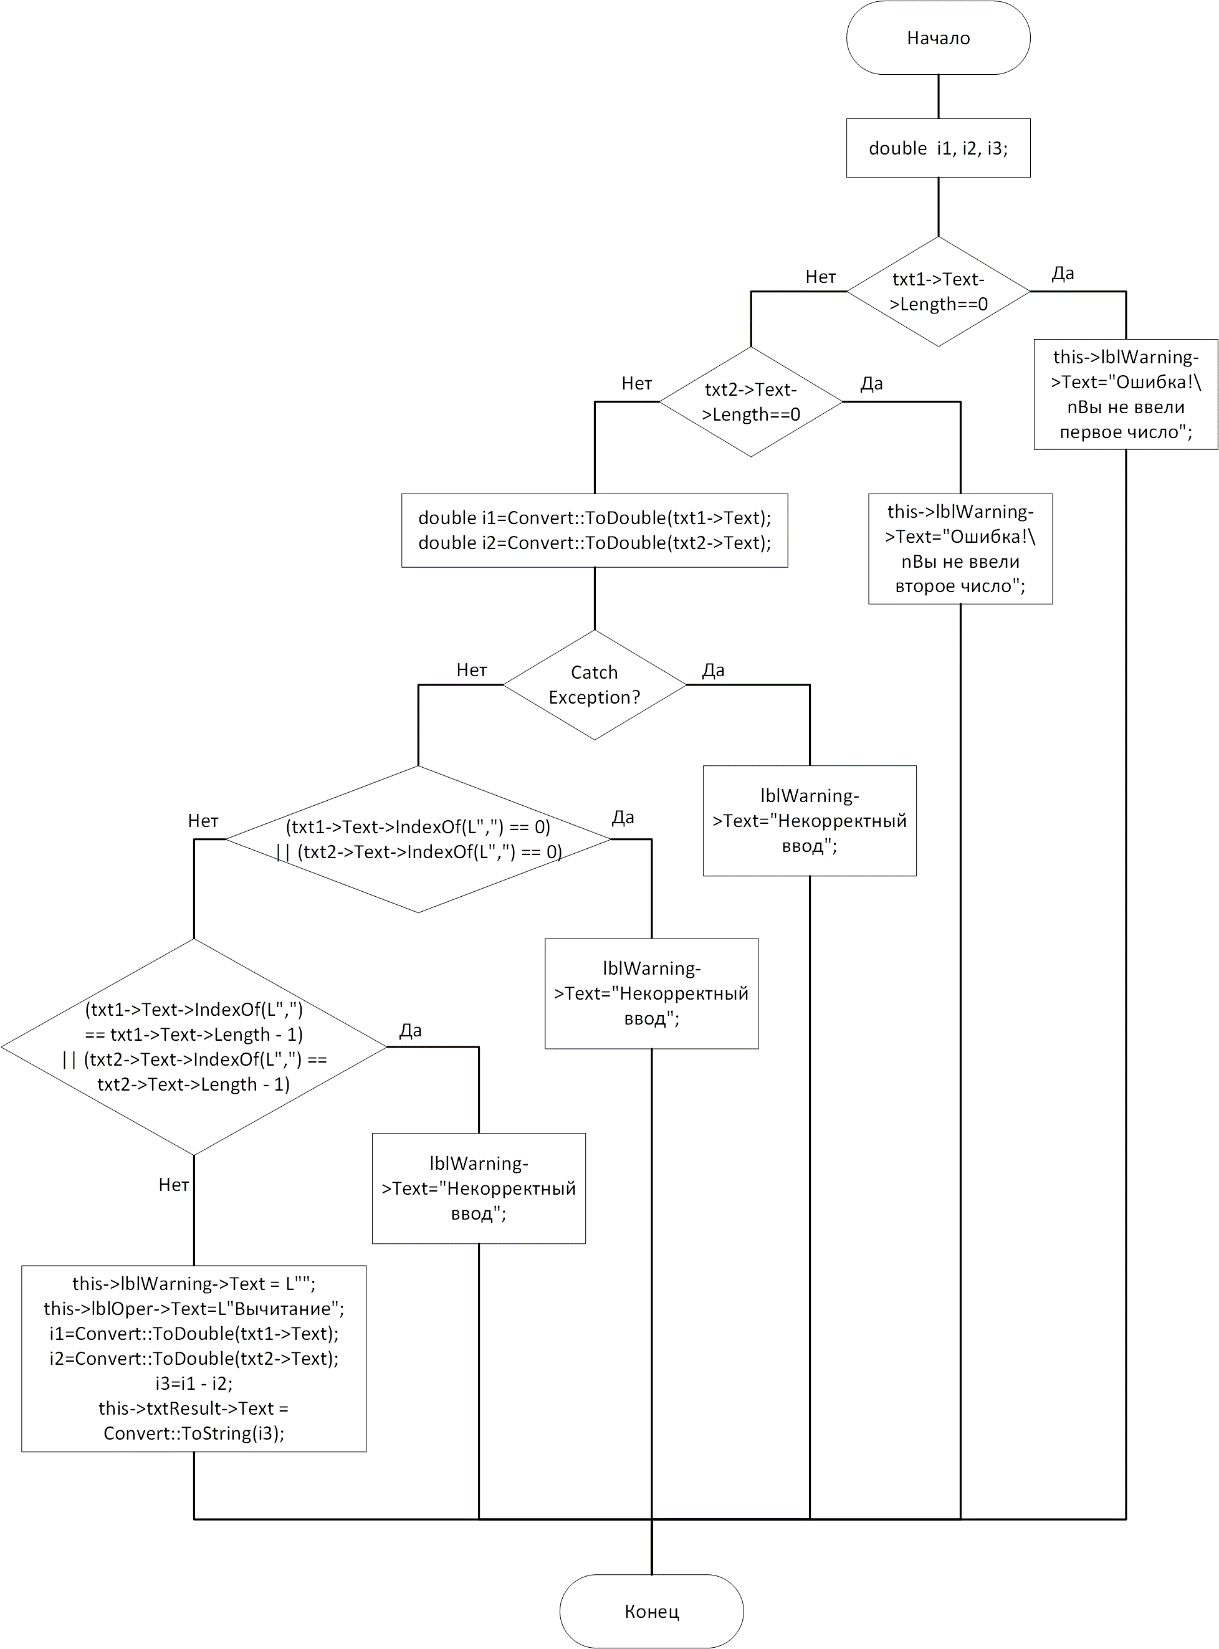 Начало
double i1, i2, i3;
txt1->Text-
>Length==0
Нет
Да
this->lblWarning-
>Text="Ошибка!\
nВы не ввели
первое число";
txt2->Text-
>Length==0
Нет
Да
this->lblWarning-
>Text="Ошибка!\
nВы не ввели
второе число";
double i1=Convert::ToDouble(txt1->Text);
double i2=Convert::ToDouble(txt2->Text);
Catch
Exception?
Нет
Да
lblWarning-
>Text="Некорректный
ввод";
(txt1->Text->IndexOf(L",") == 0)
|| (txt2->Text->IndexOf(L",") == 0)
Нет
Да
lblWarning-
>Text="Некорректный
ввод";
(txt1->Text->IndexOf(L",")
== txt1->Text->Length - 1)
|| (txt2->Text->IndexOf(L",") ==
txt2->Text->Length - 1)
Да
Нет
lblWarning-
>Text="Некорректный
ввод";
this->lblWarning->Text = L"";
this->lblOper->Text=L"Вычитание";
i1=Convert::ToDouble(txt1->Text);
i2=Convert::ToDouble(txt2->Text);
i3=i1 - i2;
this->txtResult->Text =
Convert::ToString(i3);
Конец